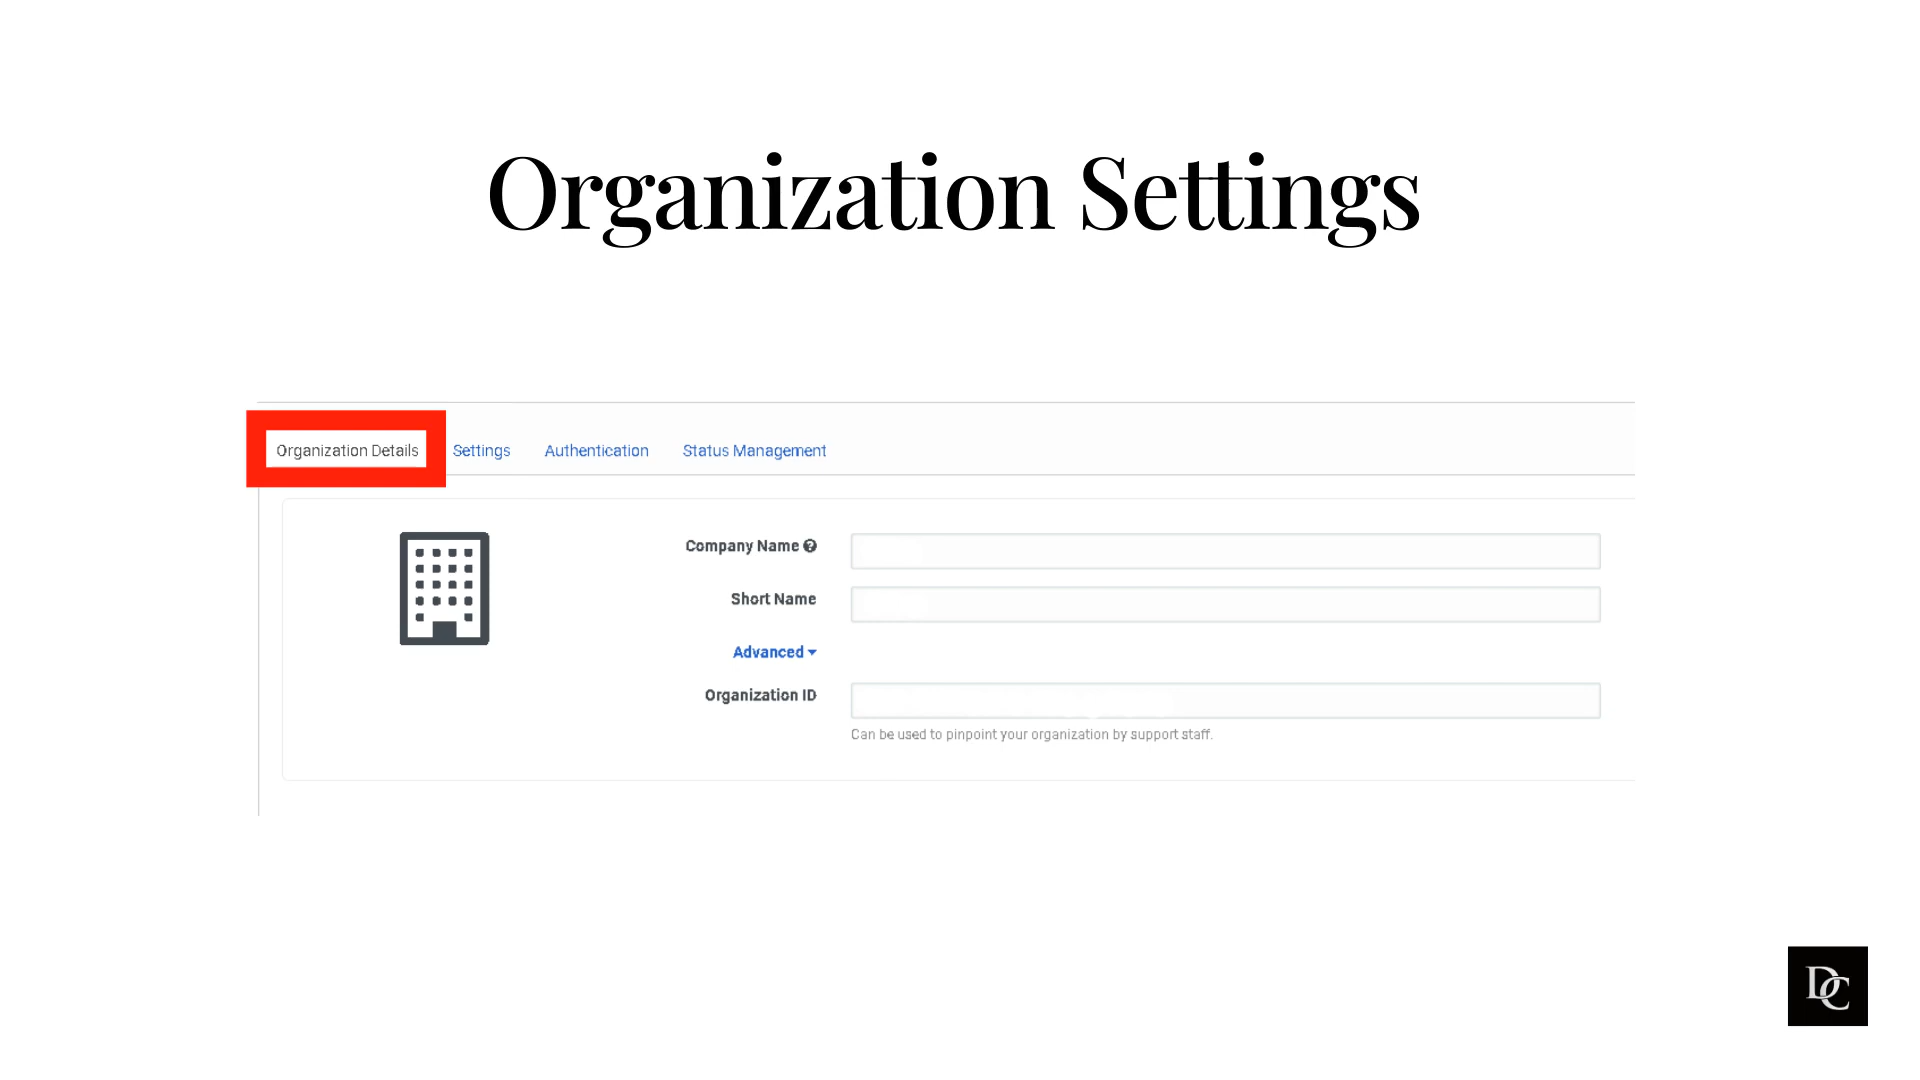 Organization Settings
Organization Details Settings Authentication Status Management
Company Name
Short Name
Advanced
Organization ID
Can be used to pinpoint your organization by support staff.
DC